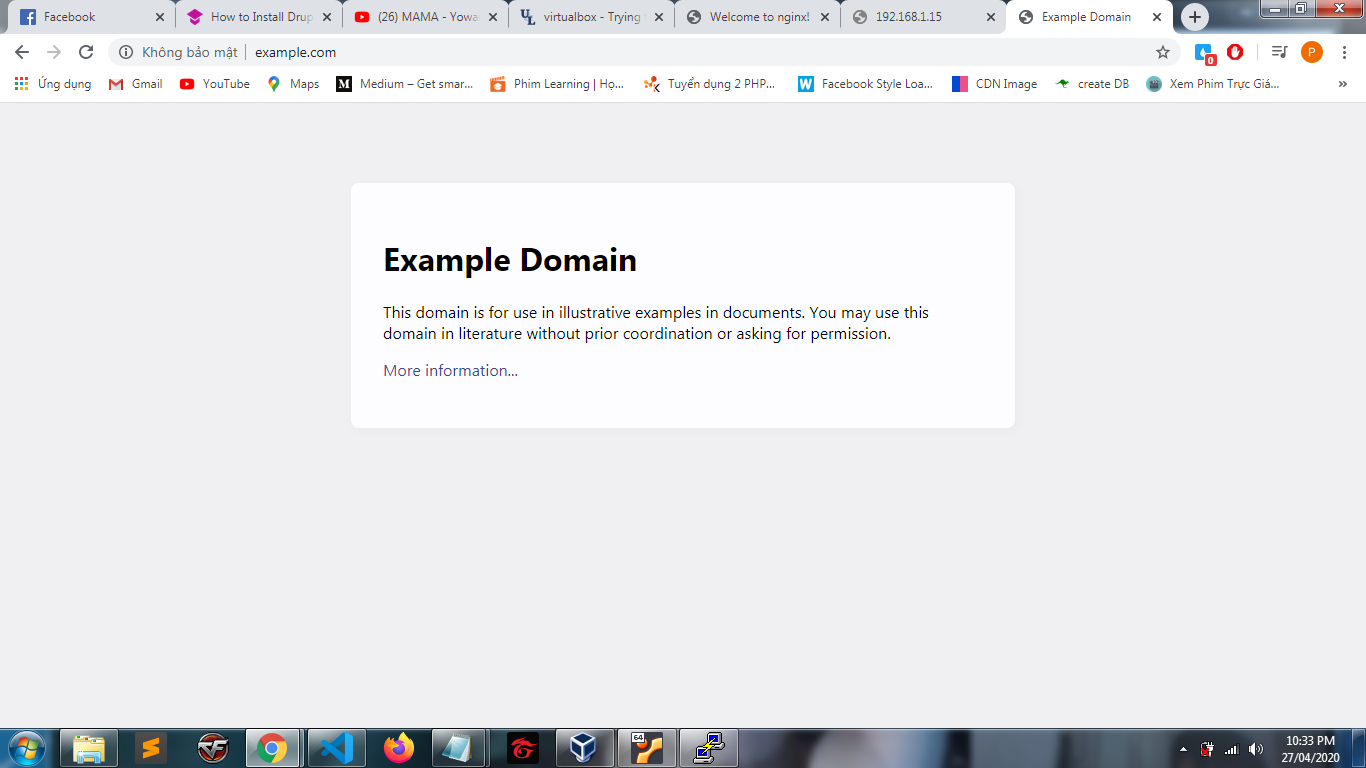 Facebook
How to Install Drup
(26) MAMA - Yowa
virtualbox - Trying
Welcome to nginx!
192.168.1.15
Example Domain
Không bảo mật
example.com
0
P
Ứng dụng
Gmail
YouTube
Maps
Medium – Get smar...
Phim Learning | Họ...
Tuyển dụng 2 PHP...
Facebook Style Loa...
CDN Image
create DB
Xem Phim Trực Giá...
»
Example Domain
This domain is for use in illustrative examples in documents. You may use this
domain in literature without prior coordination or asking for permission.
More information...
64
10:33 PM
27/04/2020